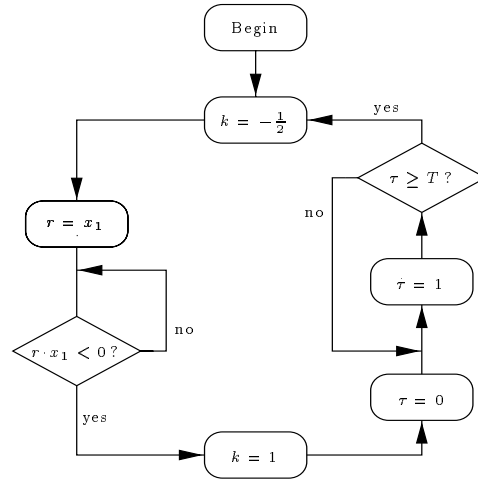 Begin
k = −1/2
yes
τ ≥ T ?
no
r = x₁
τ̇ = 1
no
r·x₁ < 0 ?
τ = 0
yes
k = 1